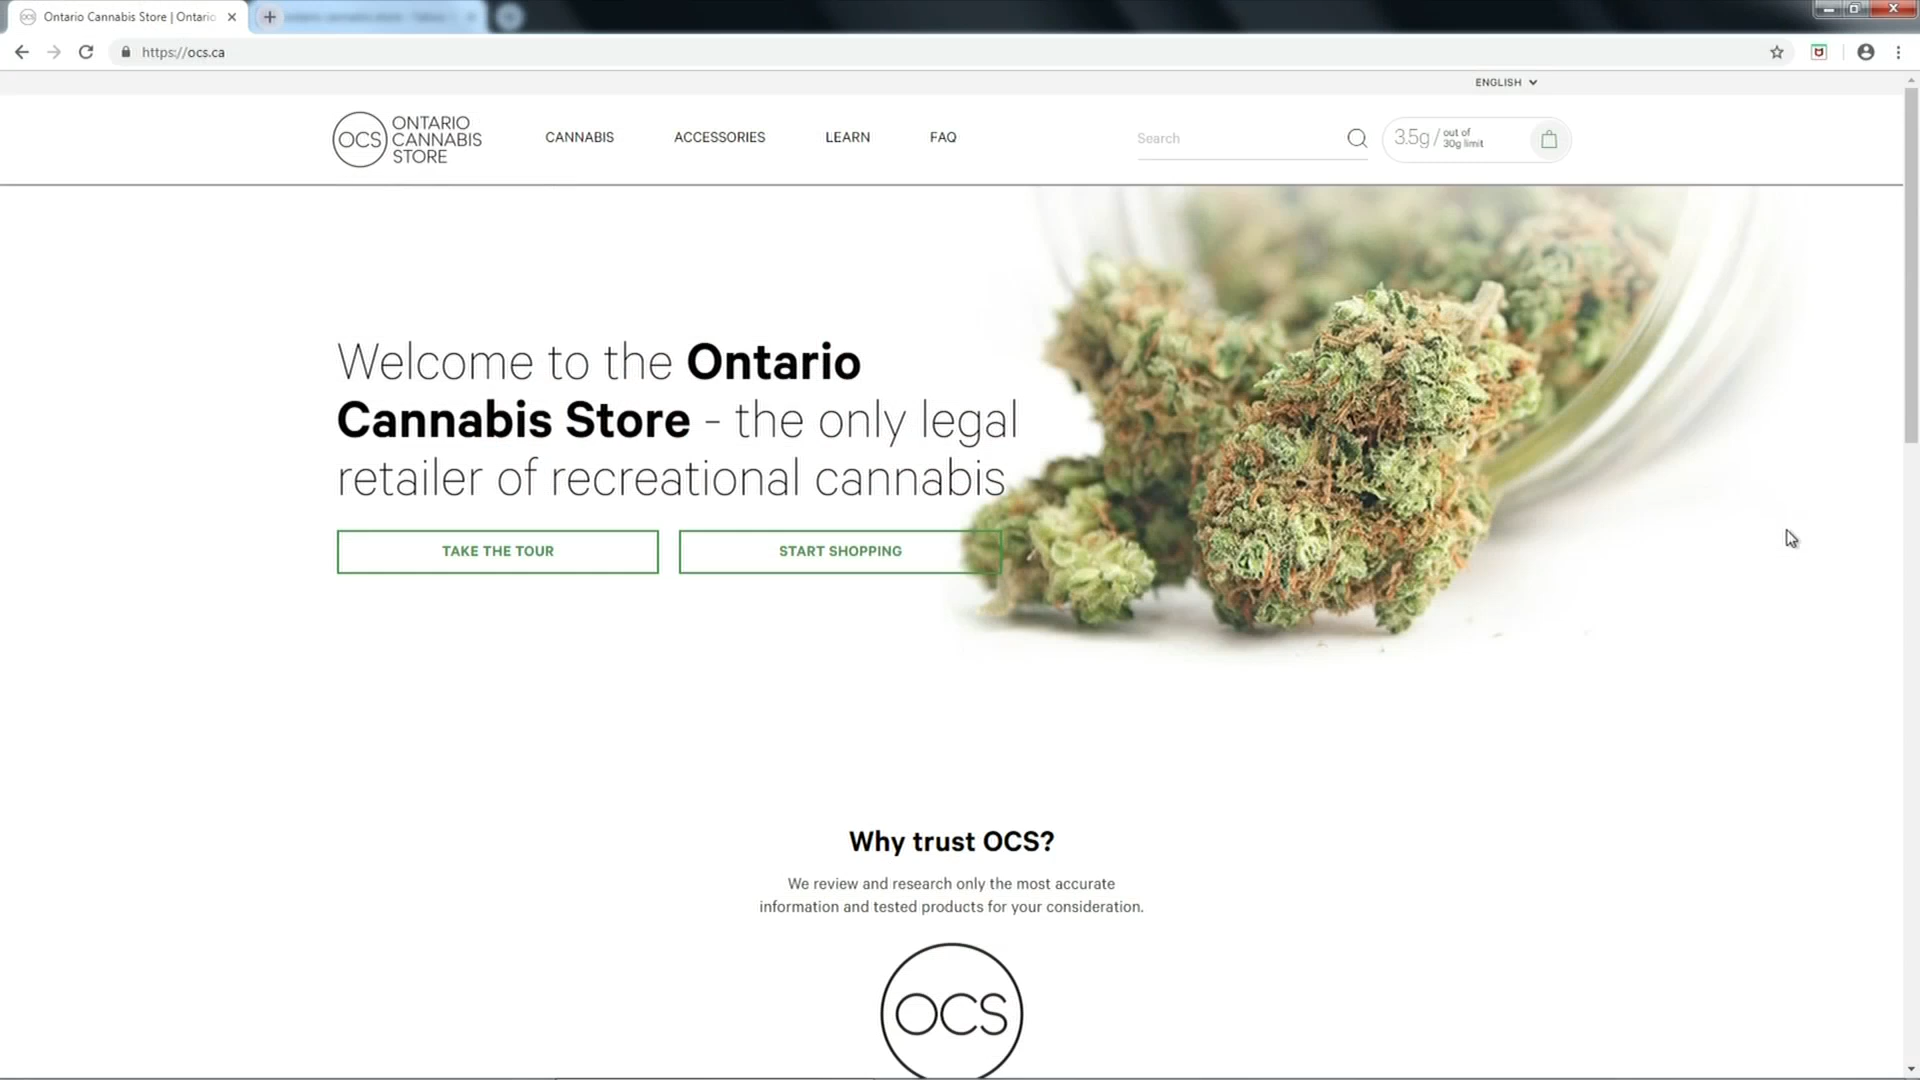 Ontario Cannabis Store | Ontario
https://ocs.ca
ENGLISH
OCS
ONTARIO
CANNABIS
STORE
CANNABIS
ACCESSORIES
LEARN
FAQ
Search
3.5g / out of
30g limit
Welcome to the Ontario
Cannabis Store - the only legal
retailer of recreational cannabis
TAKE THE TOUR
START SHOPPING
Why trust OCS?
We review and research only the most accurate
information and tested products for your consideration.
OCS